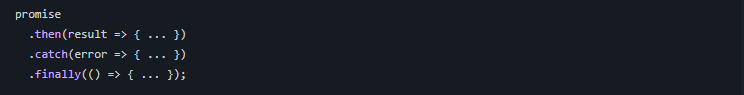 promise
  .then(result => { ... })
  .catch(error => { ... })
  .finally(() => { ... });